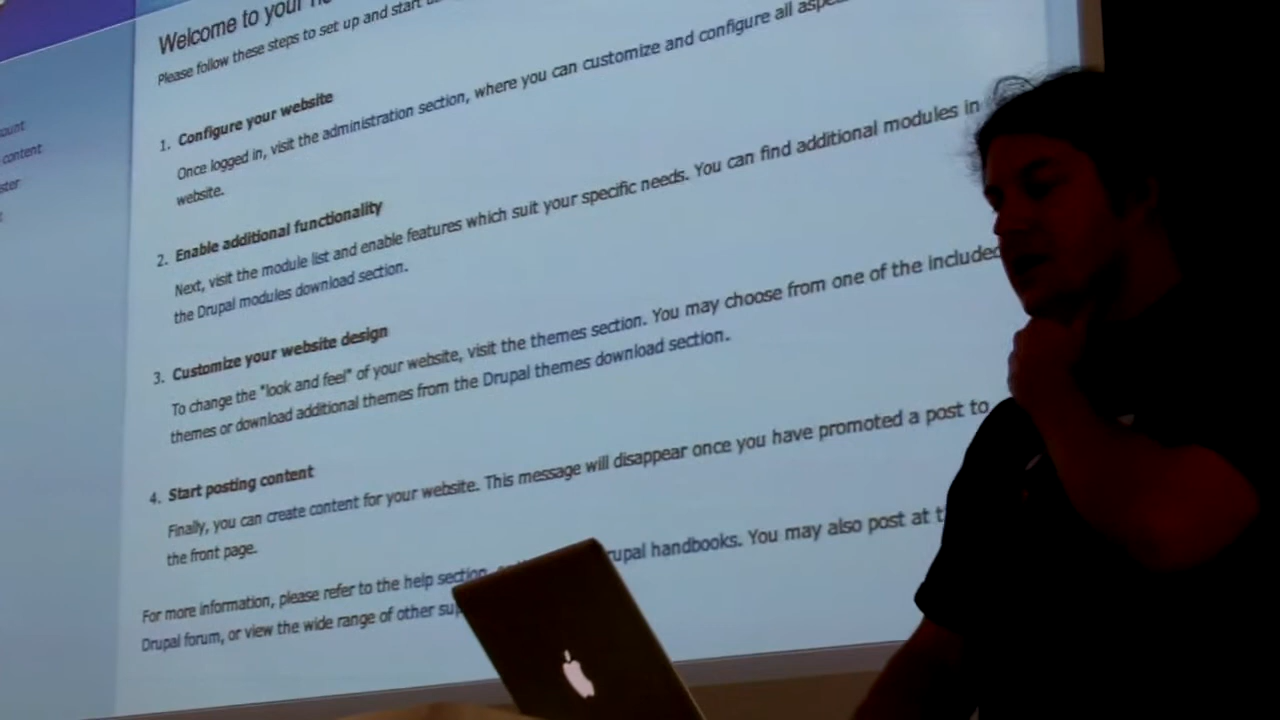 Welcome to your
Please follow these steps to set up and start
1. Configure your website
Once logged in, visit the administration section, where you can customize and configure all
website.
2. Enable additional functionality
Next, visit the module list and enable features which suit your specific needs. You can find additional modules in
the Drupal modules download section.
3. Customize your website design
To change the "look and feel" of your website, visit the themes section. You may choose from one of the included
themes or download additional themes from the Drupal themes download section.
4. Start posting content
Finally, you can create content for your website. This message will disappear once you have promoted a post to
the front page.
For more information, please refer to the help section, rupal handbooks. You may also post at
Drupal forum, or view the wide range of other
ount
content
ster